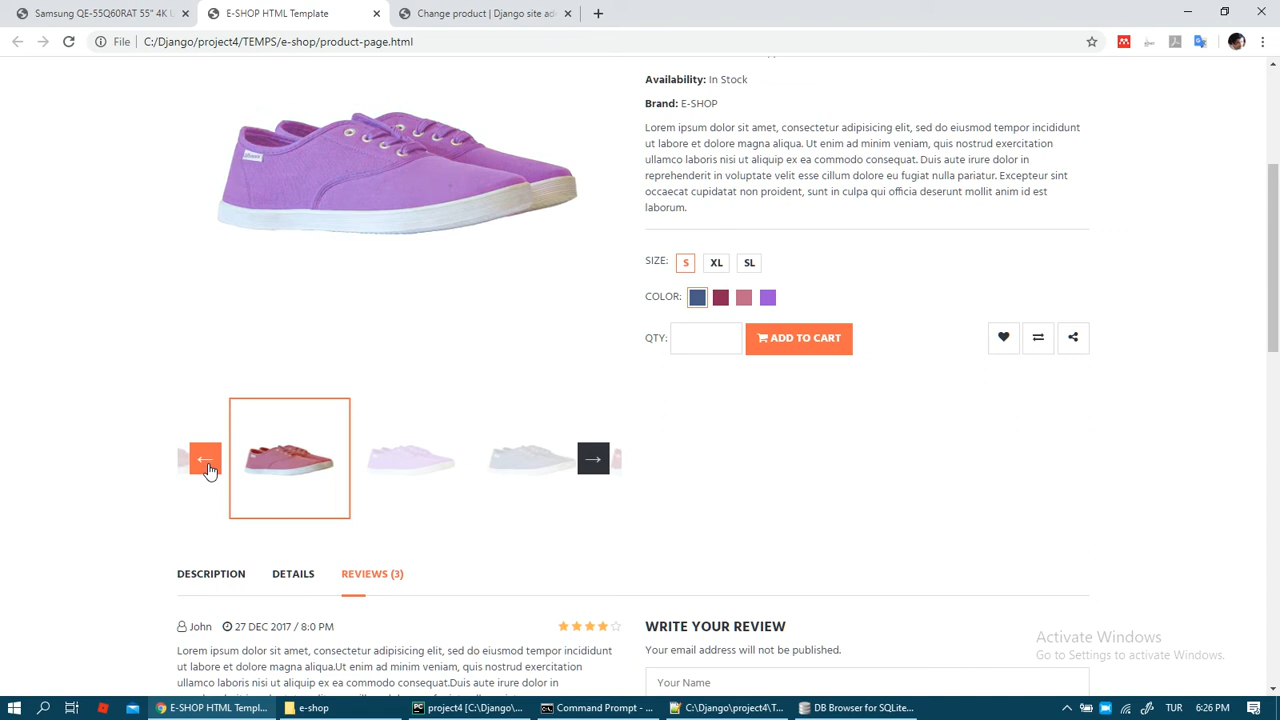 Samsung QE-55Q60RAT 55" 4K U
E-SHOP HTML Template
Change product | Django site ad
File
C:/Django/project4/TEMPS/e-shop/product-page.html
Availability: In Stock
Brand: E-SHOP
Lorem ipsum dolor sit amet, consectetur adipisicing elit, sed do eiusmod tempor incididunt
ut labore et dolore magna aliqua. Ut enim ad minim veniam, quis nostrud exercitation
ullamco laboris nisi ut aliquip ex ea commodo consequat. Duis aute irure dolor in
reprehenderit in voluptate velit esse cillum dolore eu fugiat nulla pariatur. Excepteur sint
occaecat cupidatat non proident, sunt in culpa qui officia deserunt mollit anim id est
laborum.
SIZE: S XL SL
COLOR:
QTY: ADD TO CART
DESCRIPTION DETAILS REVIEWS (3)
John 27 DEC 2017 / 8:0 PM
Lorem ipsum dolor sit amet, consectetur adipisicing elit, sed do eiusmod tempor incididunt
ut labore et dolore magna aliqua. Ut enim ad minim veniam, quis nostrud exercitation
ullamco laboris nisi ut aliquip ex ea commodo consequat. Duis aute irure dolor in
WRITE YOUR REVIEW
Your email address will not be published.
Your Name
Activate Windows
Go to Settings to activate Windows.
E-SHOP HTML Templ...
e-shop
project4 [C:\Django\...
Command Prompt - ...
C:\Django\project4\T...
DB Browser for SQLite...
TUR
6:26 PM